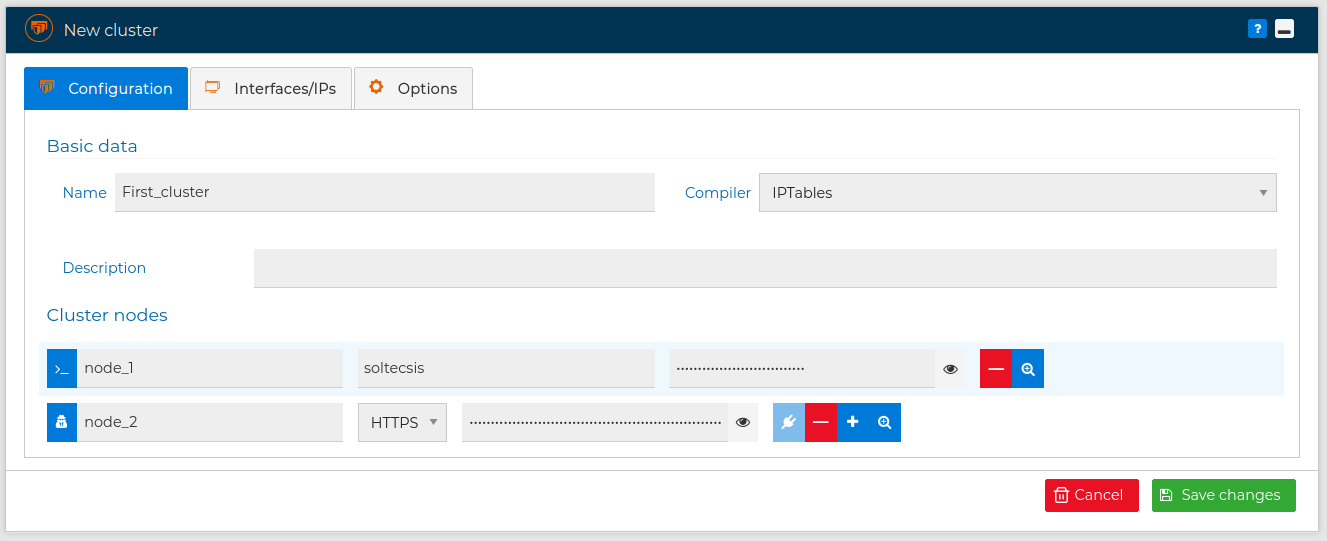 New cluster
?
Configuration
Interfaces/IPs
Options
Basic data
Name
First_cluster
Compiler
IPTables
Description
Cluster nodes
>_
node_1
soltecsis
node_2
HTTPS
Cancel
Save changes